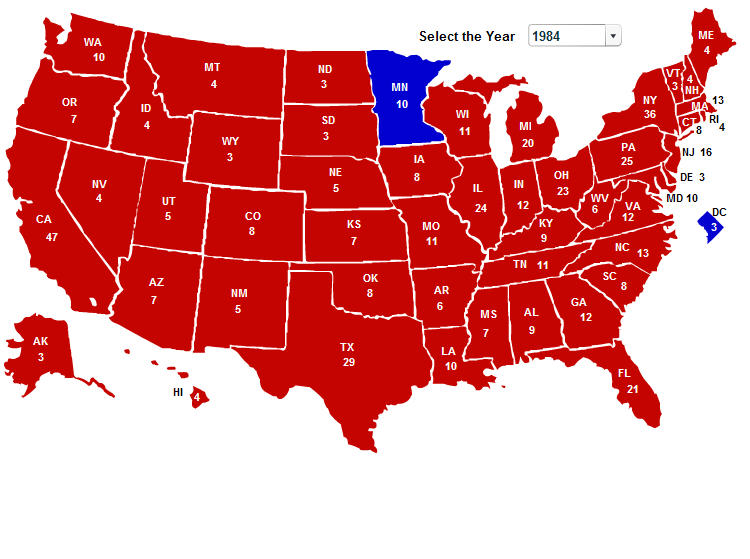 Select the Year 1984
WA
10
OR
7
CA
47
NV
4
ID
4
MT
4
WY
3
UT
5
AZ
7
CO
8
NM
5
ND
3
SD
3
NE
5
KS
7
OK
8
TX
29
MN
10
IA
8
MO
11
AR
6
LA
10
WI
11
IL
24
MI
20
IN
12
OH
23
KY
9
TN 11
MS
7
AL
9
GA
12
FL
21
SC
8
NC 13
VA
12
WV
6
PA
25
NY
36
VT
3
4
NH
ME
4
MA
13
RI
4
CT
8
NJ 16
DE 3
MD 10
DC
3
AK
3
HI
4